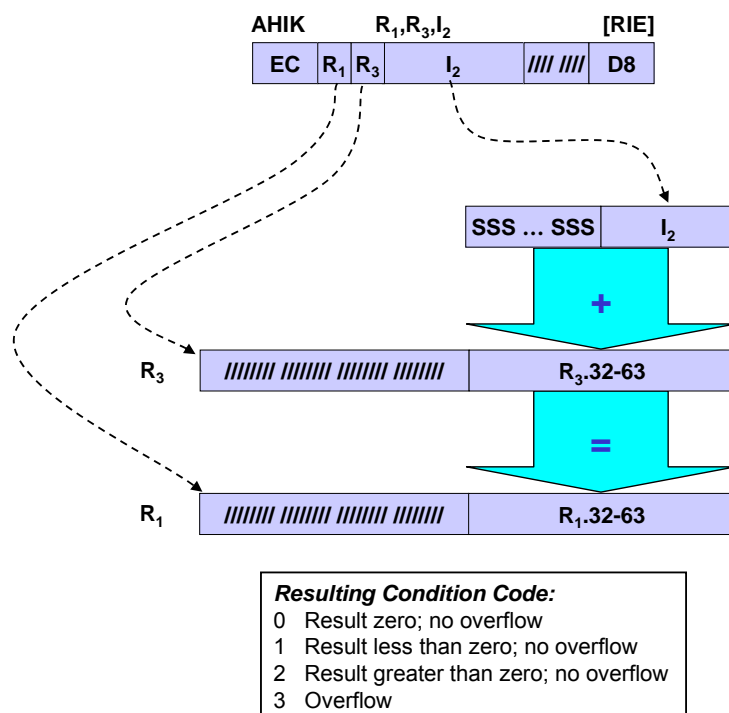 AHIK R₁,R₃,I₂ [RIE]
EC R₁ R₃ I₂ //// //// D8
SSS … SSS I₂
+
R₃ //////// //////// //////// //////// R₃.32-63
=
R₁ //////// //////// //////// //////// R₁.32-63
Resulting Condition Code:
0 Result zero; no overflow
1 Result less than zero; no overflow
2 Result greater than zero; no overflow
3 Overflow